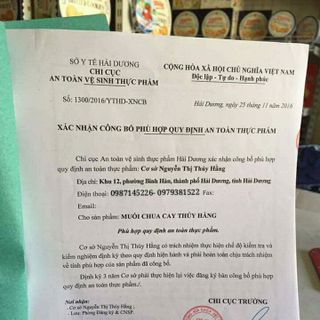 SỞ Y TẾ HẢI DƯƠNG
CHI CỤC
AN TOÀN VỆ SINH THỰC PHẨM
CỘNG HÒA XÃ HỘI CHỦ NGHĨA VIỆT NAM
Độc lập - Tự do - Hạnh phúc
Số: 1300/2016/YTHD-XNCB
Hải Dương, ngày 25 tháng 11 năm 2016
XÁC NHẬN CÔNG BỐ PHÙ HỢP QUY ĐỊNH AN TOÀN THỰC PHẨM
Chi cục An toàn vệ sinh thực phẩm Hải Dương xác nhận công bố phù hợp
quy định an toàn thực phẩm: Cơ sở Nguyễn Thị Thúy Hằng
Địa chỉ: Khu 12, phường Bình Hàn, thành phố Hải Dương, tỉnh Hải Dương
Điện thoại: 0987145226- 0979381522 Fax:
Email:
Cho sản phẩm: MUỐI CHUA CAY THÚY HẰNG
Phù hợp quy định an toàn thực phẩm.
Cơ sở Nguyễn Thị Thúy Hằng có trách nhiệm thực hiện chế độ kiểm tra và
kiểm nghiệm định kỳ theo quy định hiện hành và phải hoàn toàn chịu trách nhiệm
về tính phù hợp của sản phẩm đã công bố.
Định kỳ 3 năm Cơ sở phải thực hiện lại việc đăng ký bản công bố phù hợp
quy định an toàn thực phẩm./.
Nơi nhận:
- Cơ sở Nguyễn Thị Thúy Hằng;
- Lưu: Phòng Đăng ký & CNSP.
CHI CỤC TRƯỞNG